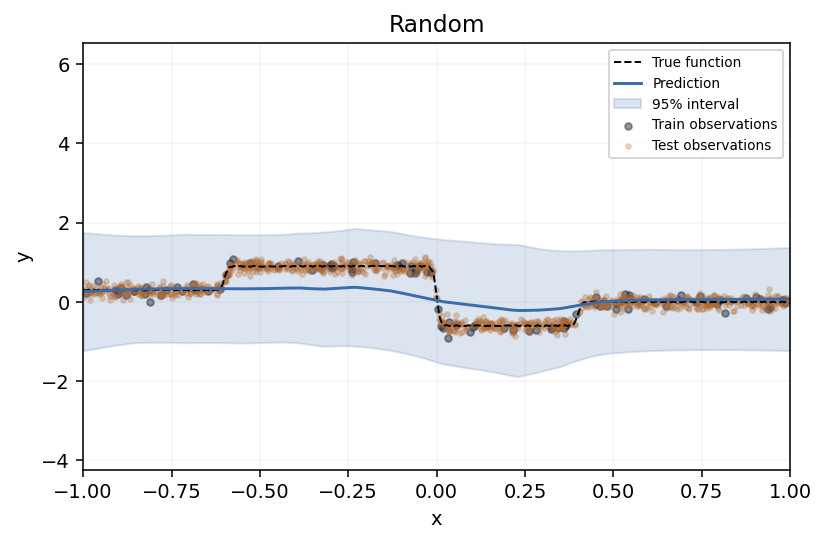 Random
True function
Prediction
95% interval
Train observations
Test observations
6
4
2
0
−2
−4
y
−1.00 −0.75 −0.50 −0.25 0.00 0.25 0.50 0.75 1.00
x